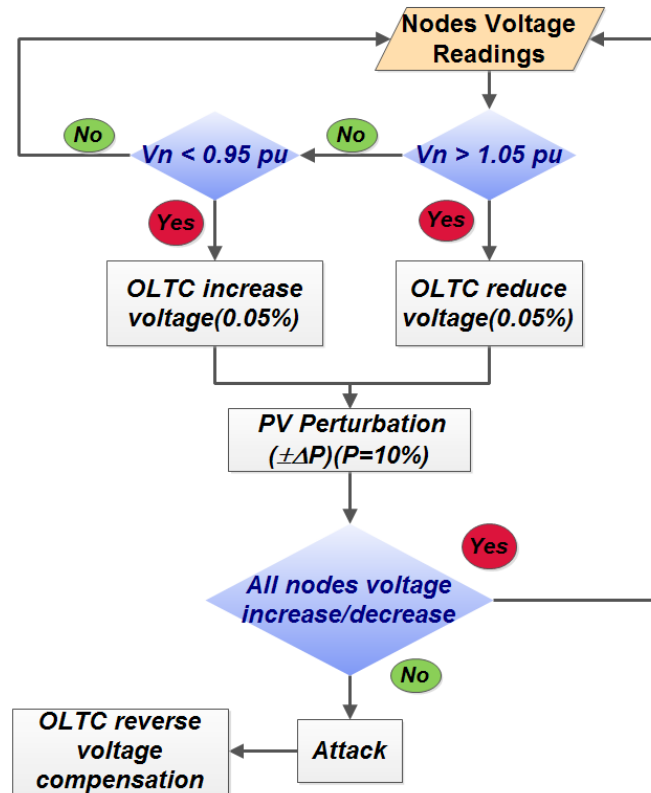 Nodes Voltage
Readings
No
No
Vn < 0.95 pu
Vn > 1.05 pu
Yes
Yes
OLTC increase
voltage(0.05%)
OLTC reduce
voltage(0.05%)
PV Perturbation
(±ΔP)(P=10%)
Yes
All nodes voltage
increase/decrease
No
OLTC reverse
voltage
compensation
Attack